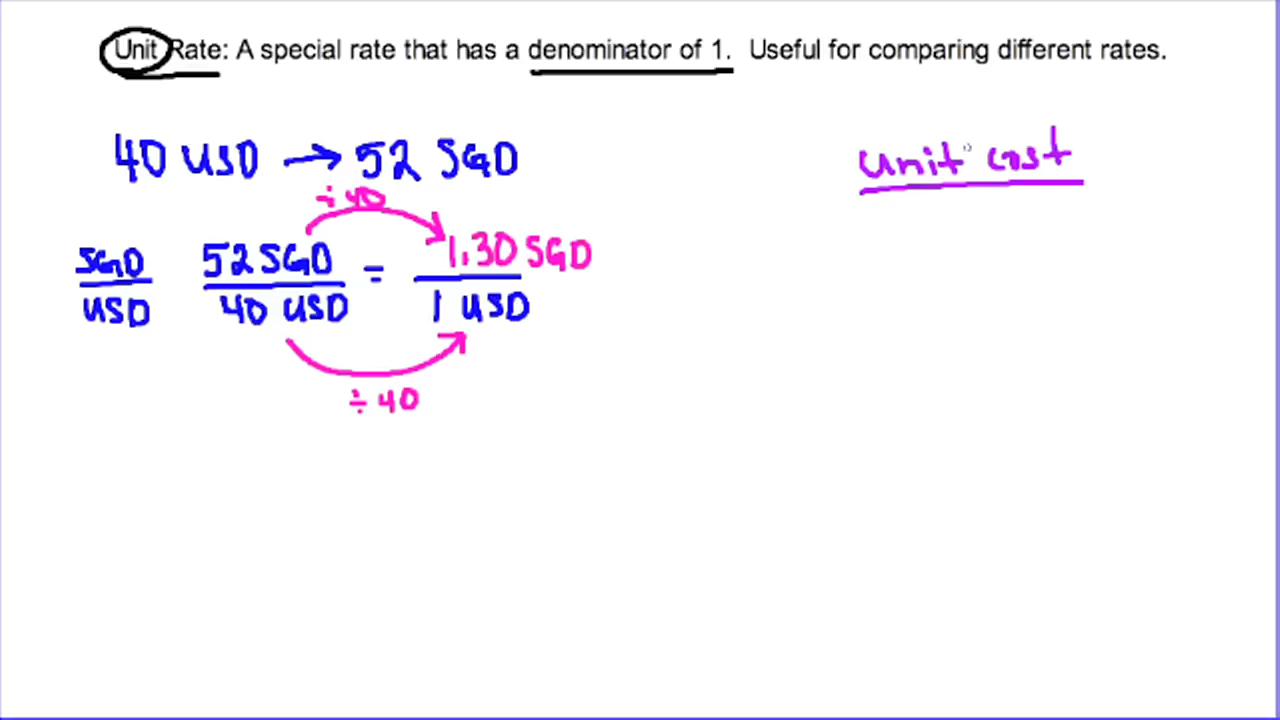 Unit Rate: A special rate that has a denominator of 1. Useful for comparing different rates.
40 USD → 52 SGD
unit cost
÷ 40
SGD 52 SGD = 1.30 SGD
USD 40 USD 1 USD
÷ 40